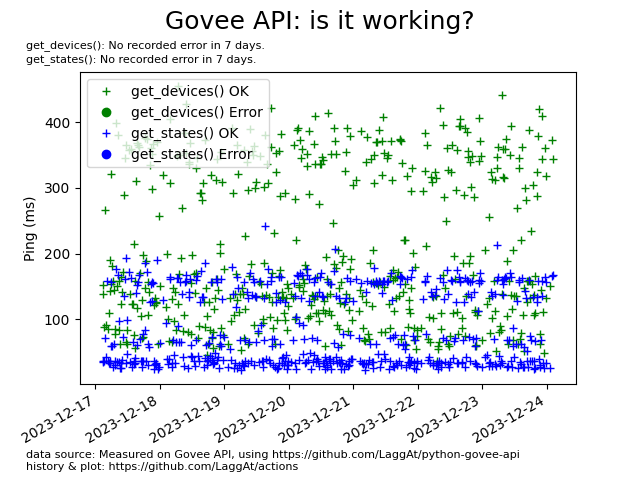 Govee API: is it working?
get_devices(): No recorded error in 7 days.
get_states(): No recorded error in 7 days.
get_devices() OK
get_devices() Error
get_states() OK
get_states() Error
400
300
200
100
Ping (ms)
2023-12-17
2023-12-18
2023-12-19
2023-12-20
2023-12-21
2023-12-22
2023-12-23
2023-12-24
data source: Measured on Govee API, using https://github.com/LaggAt/python-govee-api
history & plot: https://github.com/LaggAt/actions